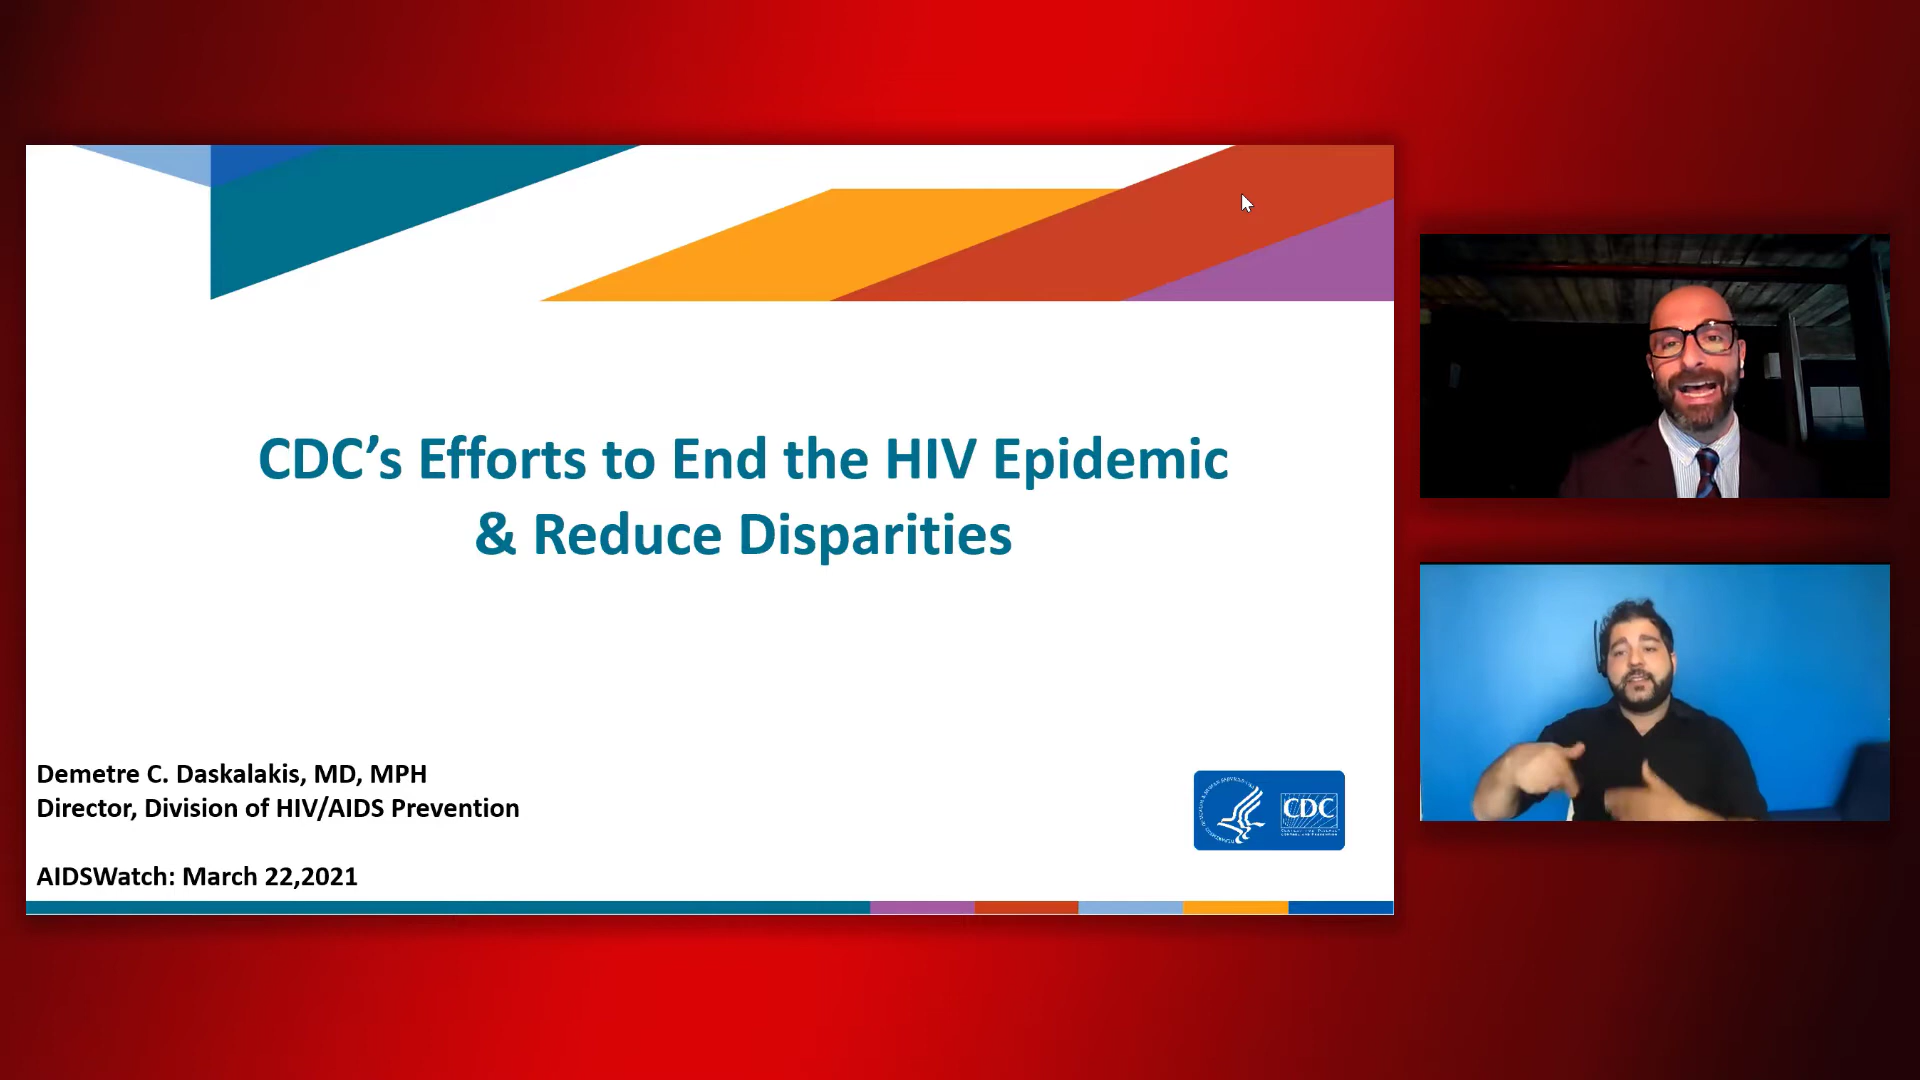 CDC's Efforts to End the HIV Epidemic
& Reduce Disparities
Demetre C. Daskalakis, MD, MPH
Director, Division of HIV/AIDS Prevention
AIDSWatch: March 22,2021
CDC